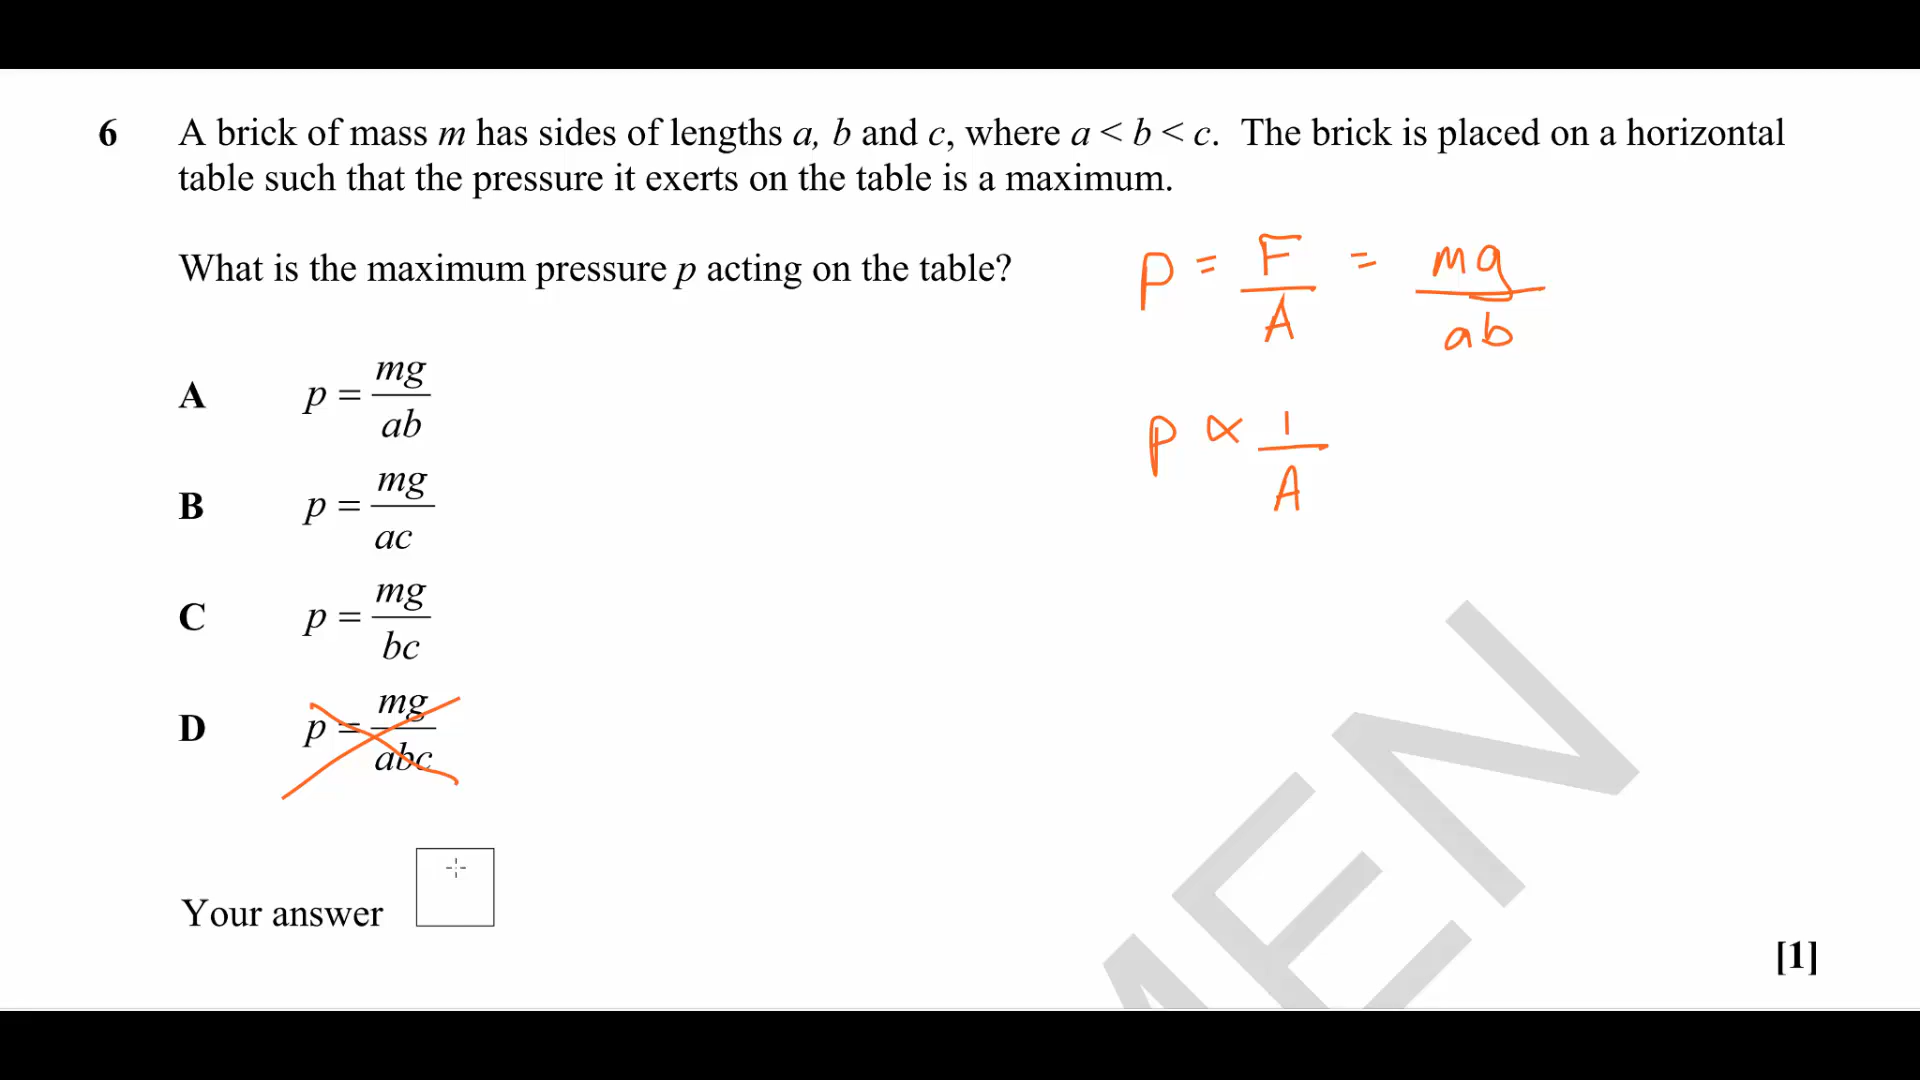 6 A brick of mass m has sides of lengths a, b and c, where a < b < c. The brick is placed on a horizontal
table such that the pressure it exerts on the table is a maximum.
What is the maximum pressure p acting on the table?
P = F/A = mg/ab
A p = mg/ab
P ∝ 1/A
B p = mg/ac
C p = mg/bc
D p = mg/abc
Your answer
[1]
MEN